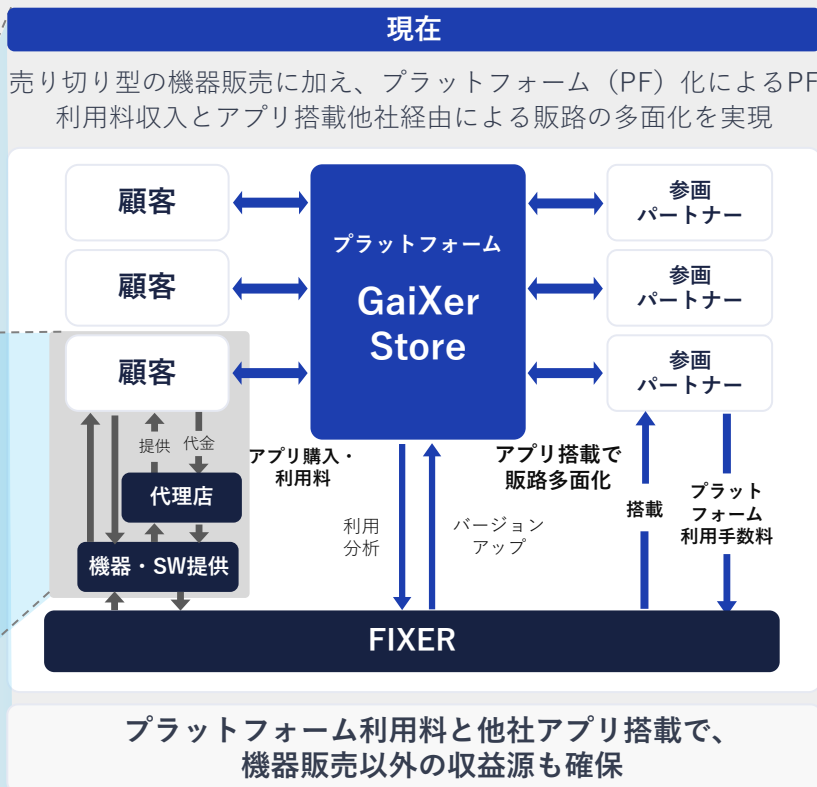 現在
売り切り型の機器販売に加え、プラットフォーム（PF）化によるPF
利用料収入とアプリ搭載他社経由による販路の多面化を実現
顧客
顧客
顧客
プラットフォーム
GaiXer
Store
参画
パートナー
参画
パートナー
参画
パートナー
提供
代金
代理店
機器・SW提供
アプリ購入・
利用料
利用
分析
バージョン
アップ
アプリ搭載で
販路多面化
搭載
プラット
フォーム
利用手数料
FIXER
プラットフォーム利用料と他社アプリ搭載で、
機器販売以外の収益源も確保